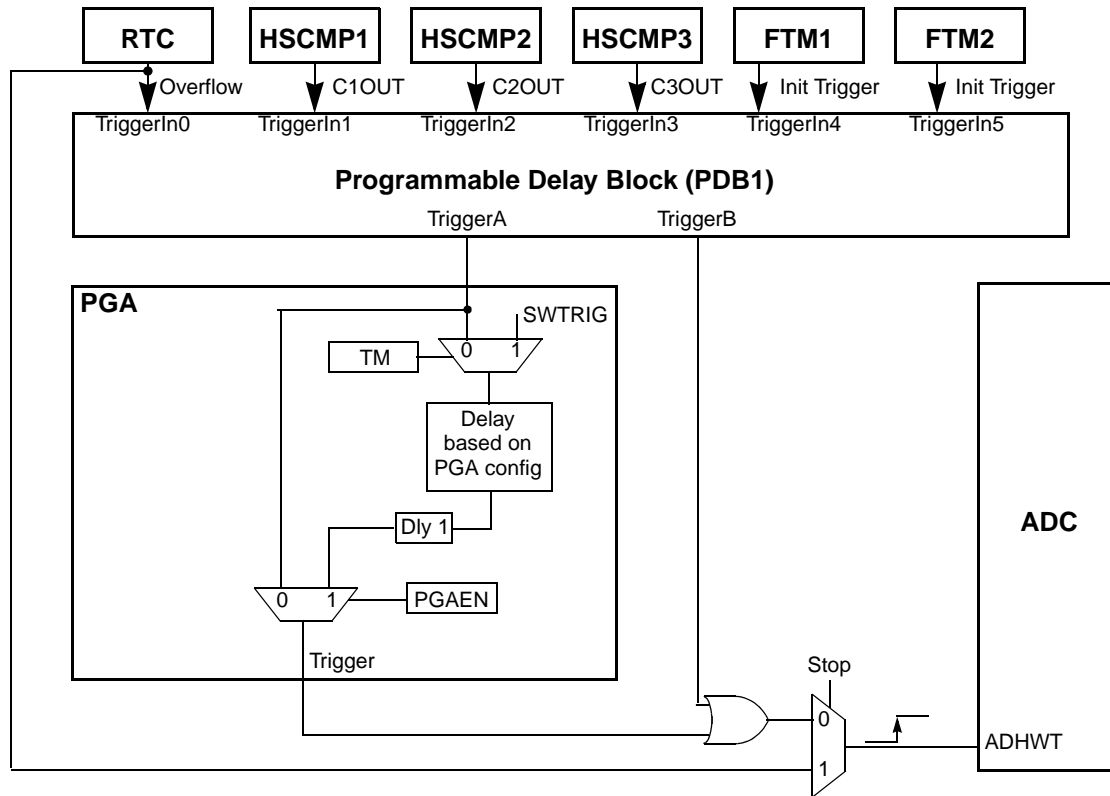 RTC
HSCMP1
HSCMP2
HSCMP3
FTM1
FTM2
Overflow
C1OUT
C2OUT
C3OUT
Init Trigger
Init Trigger
TriggerIn0
TriggerIn1
TriggerIn2
TriggerIn3
TriggerIn4
TriggerIn5
Programmable Delay Block (PDB1)
TriggerA
TriggerB
PGA
SWTRIG
TM
0
1
Delay
based on
PGA config
Dly 1
ADC
0
1
PGAEN
Trigger
Stop
0
ADHWT
1